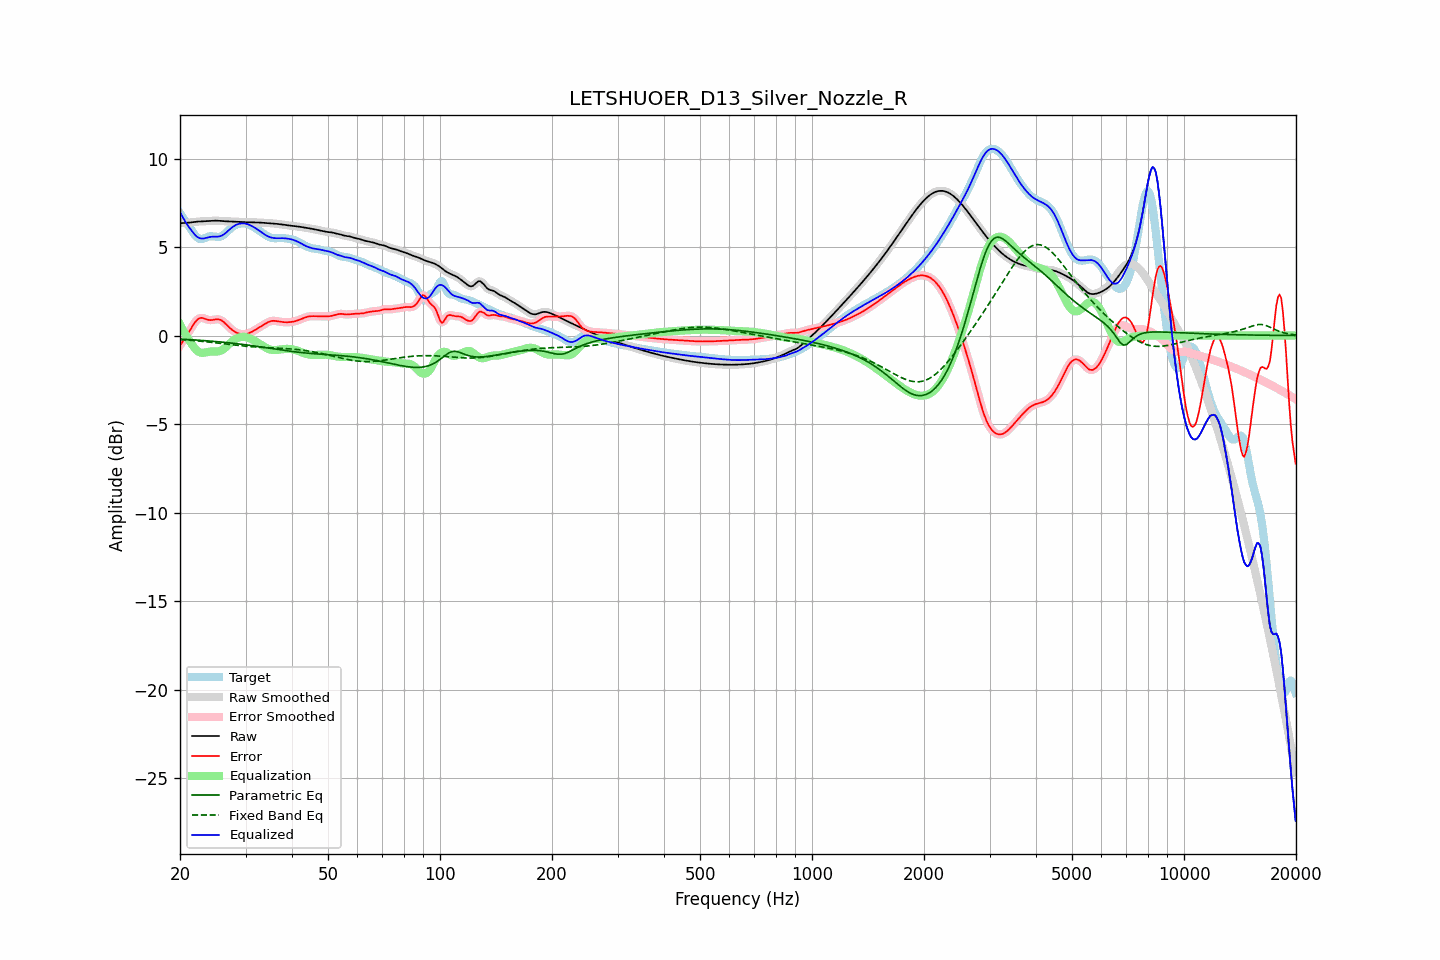 LETSHUOER_D13_Silver_Nozzle_R
Amplitude (dBr)
10
5
0
−5
−10
−15
−20
−25
Target
Raw Smoothed
Error Smoothed
Raw
Error
Equalization
Parametric Eq
Fixed Band Eq
Equalized
20 50 100 200 500 1000 2000 5000 10000 20000
Frequency (Hz)